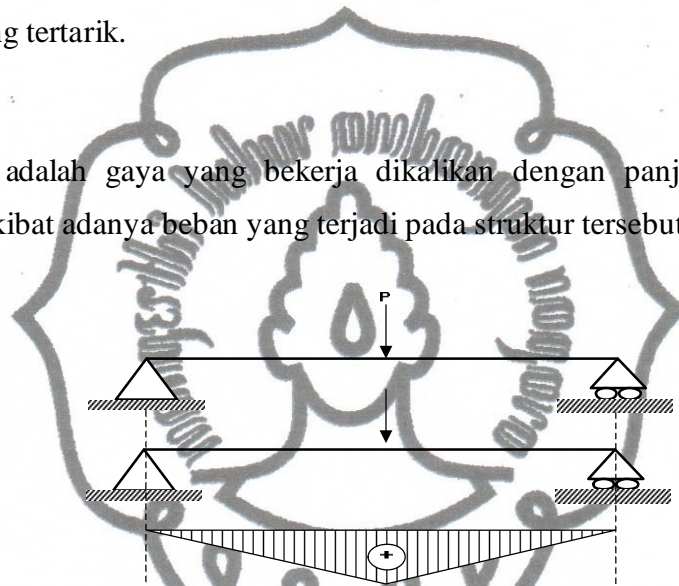 ng tertarik.
adalah gaya yang bekerja dikalikan dengan panj
kibat adanya beban yang terjadi pada struktur tersebut
P
+